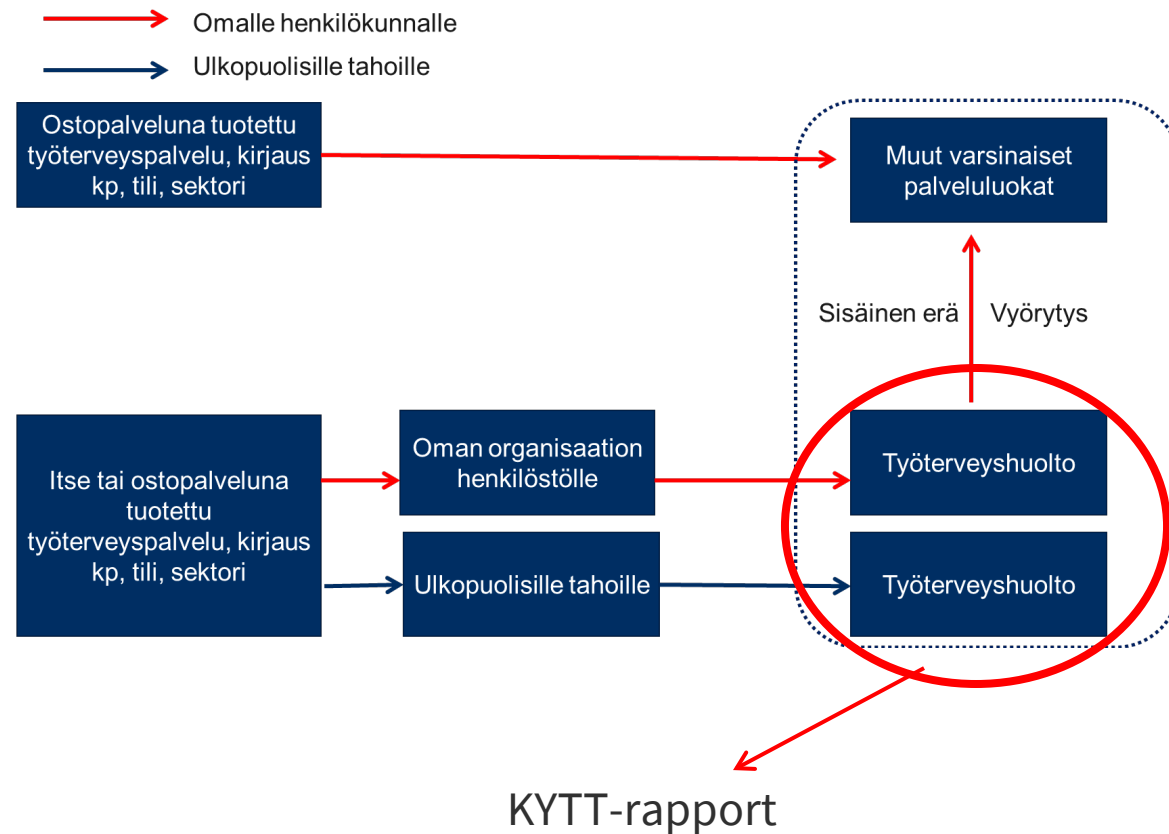 Omalle henkilökunnalle
Ulkopuolisille tahoille
Ostopalveluna tuotettu
työterveyspalvelu, kirjaus
kp, tili, sektori
Muut varsinaiset
palveluluokat
Sisäinen erä
Vyörytys
Itse tai ostopalveluna
tuotettu
työterveyspalvelu, kirjaus
kp, tili, sektori
Oman organisaation
henkilöstölle
Työterveyshuolto
Ulkopuolisille tahoille
Työterveyshuolto
KYTT-rapport